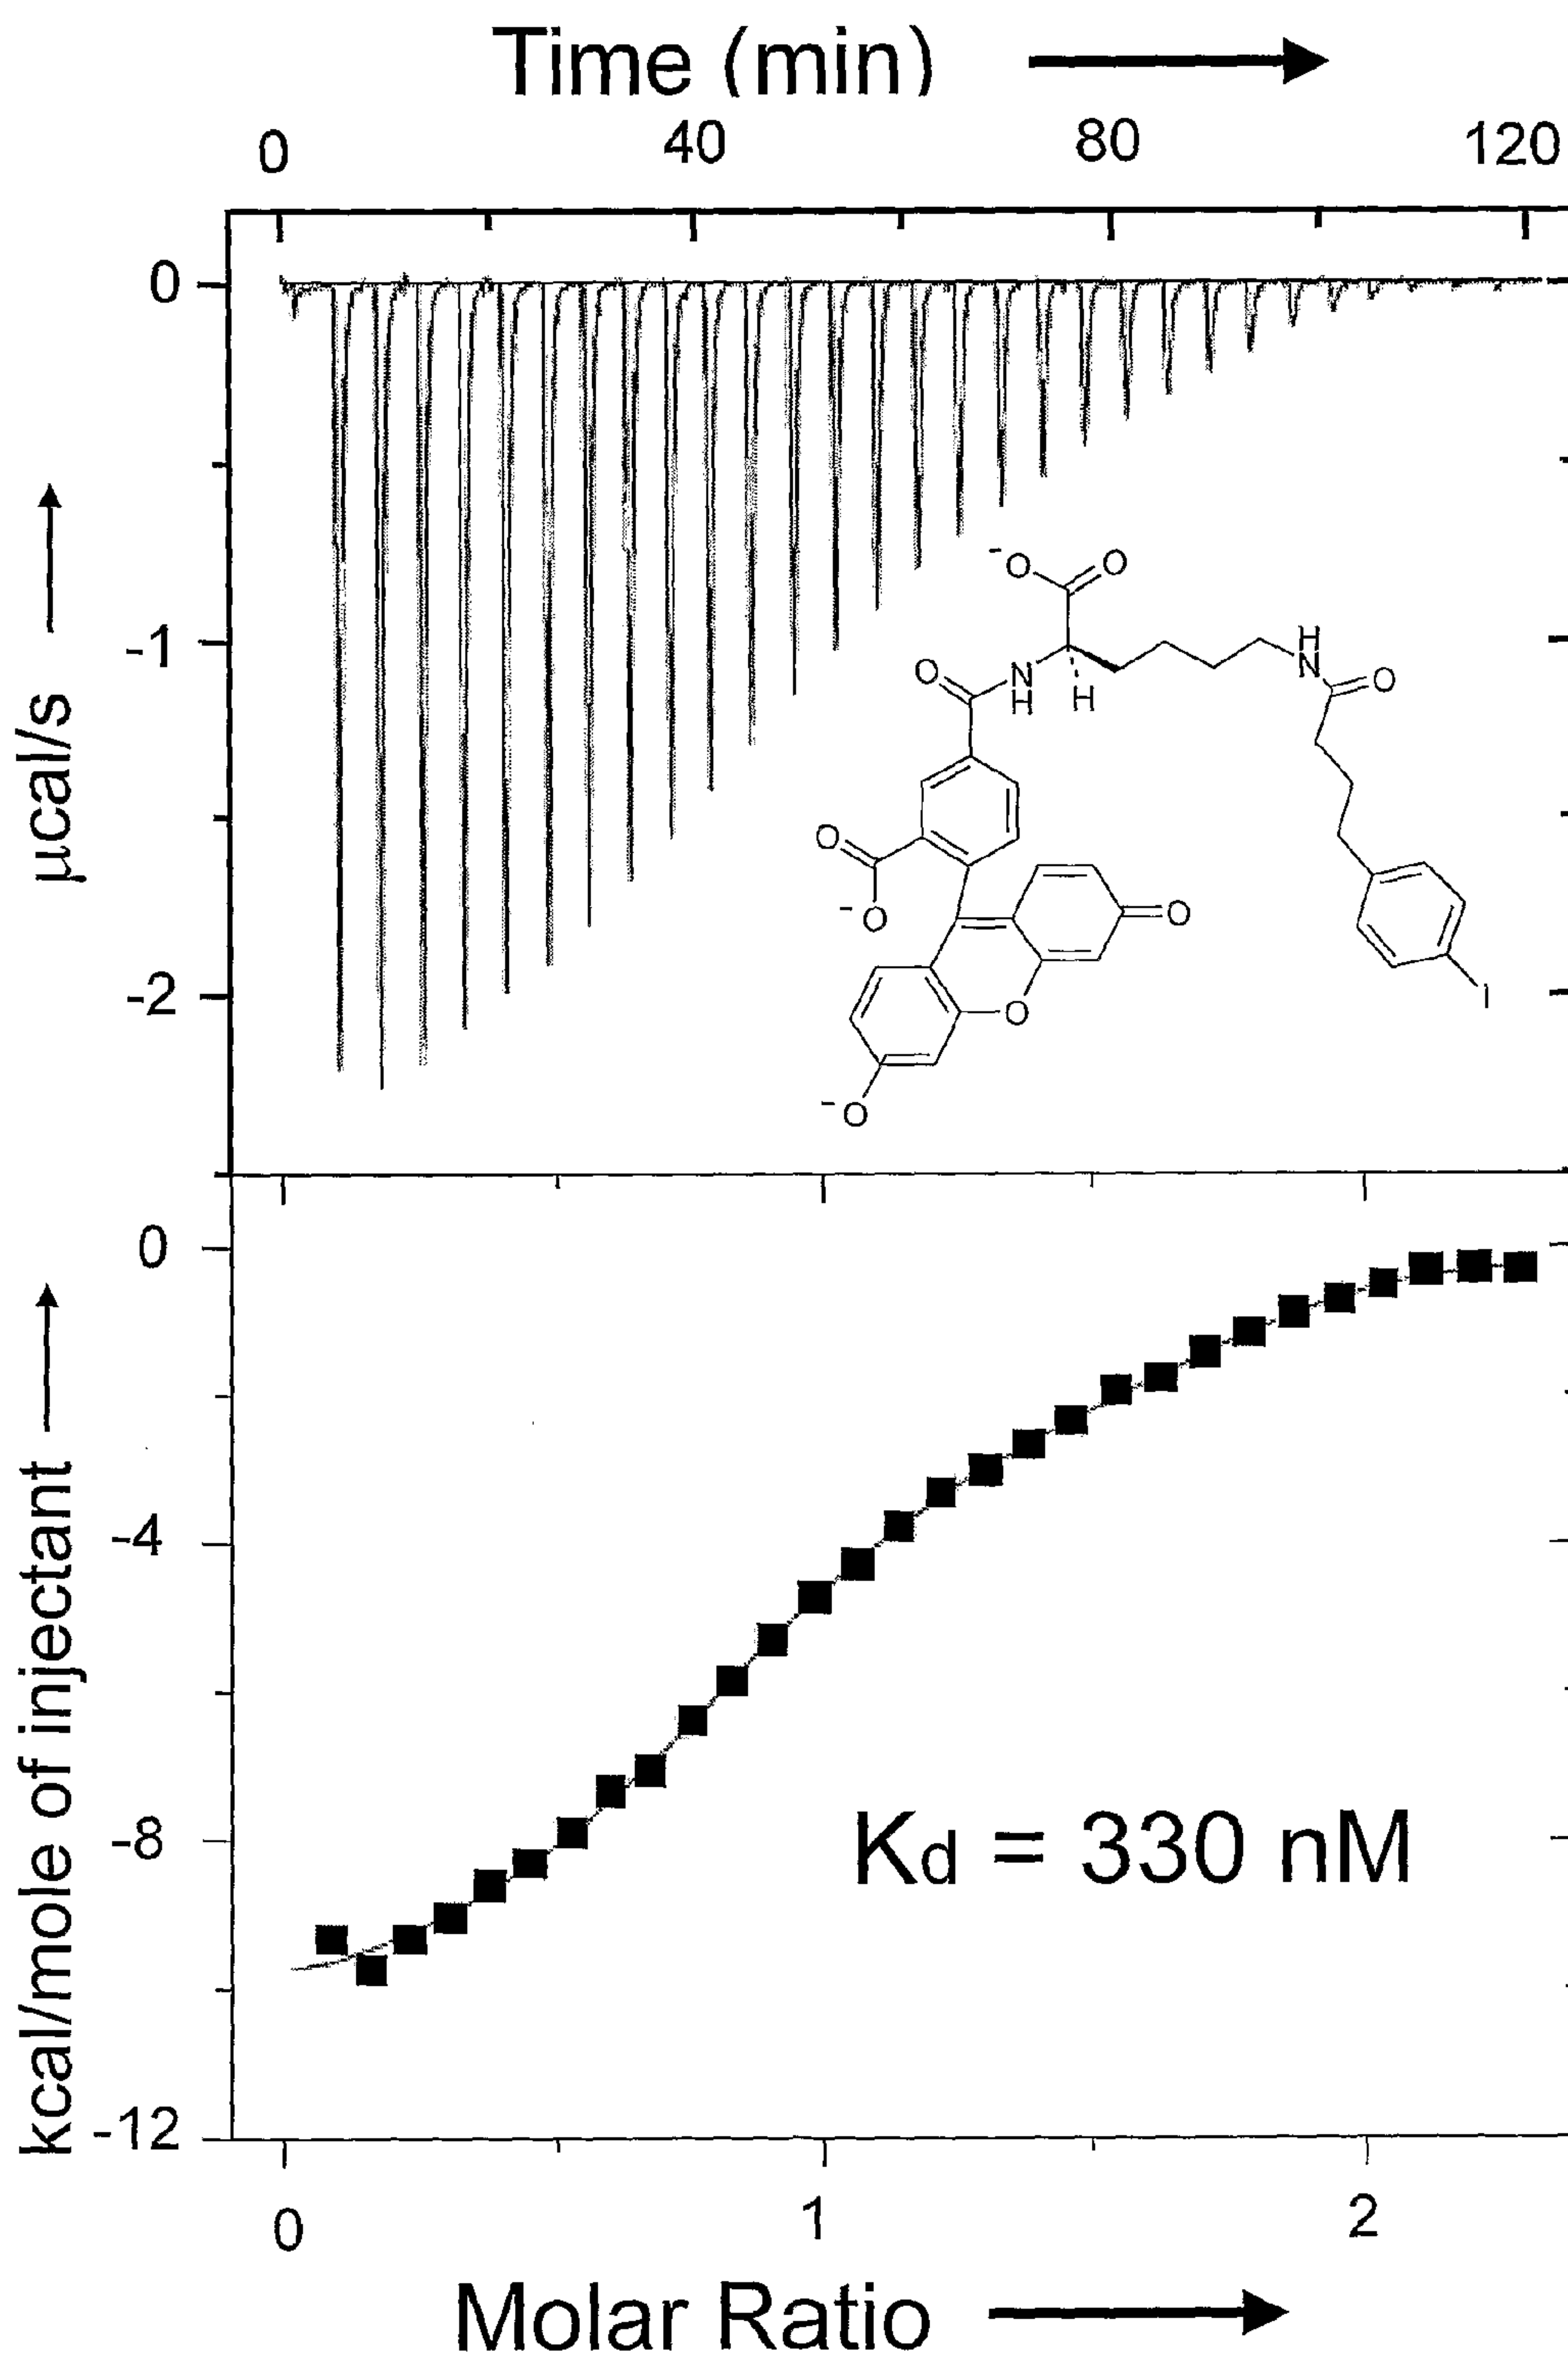 Time (min)
0 40 80 120
0
-1
-2
µcal/s
⁻O O
H
N
O
O N
H
H
O
⁻O
O
O
I
⁻O
0
-4
-8
-12
kcal/mole of injectant
Kd = 330 nM
0 1 2
Molar Ratio